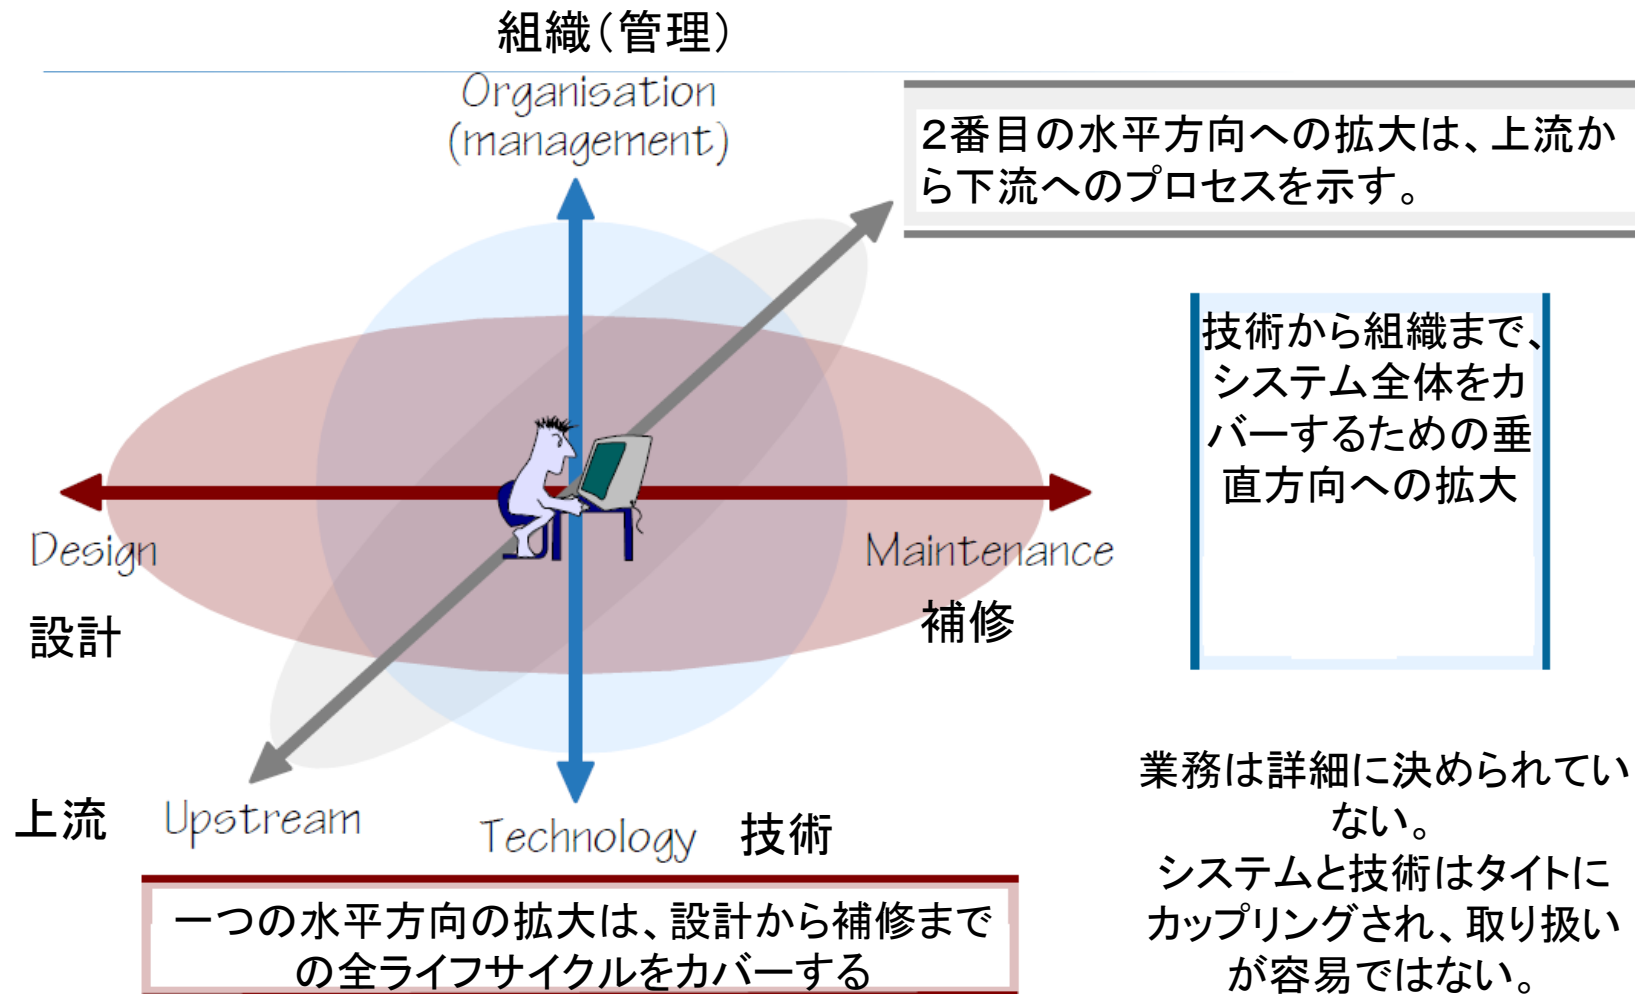 組織（管理）
Organisation
(management)
２番目の水平方向への拡大は、上流か
ら下流へのプロセスを示す。
技術から組織まで、
システム全体をカ
バーするための垂
直方向への拡大
Design
Maintenance
設計
補修
上流
Upstream
Technology
技術
業務は詳細に決められてい
ない。
システムと技術はタイトに
カップリングされ、取り扱い
が容易ではない。
一つの水平方向の拡大は、設計から補修まで
の全ライフサイクルをカバーする